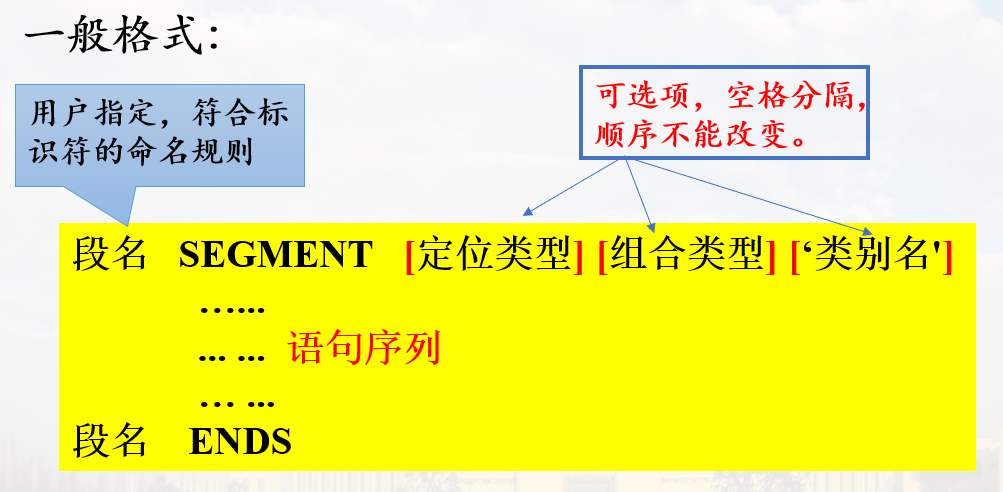 一般格式：
用户指定，符合标
识符的命名规则
可选项，空格分隔，
顺序不能改变。
段名 SEGMENT [定位类型] [组合类型] [‘类别名']
…...
... ... 语句序列
… ...
段名 ENDS